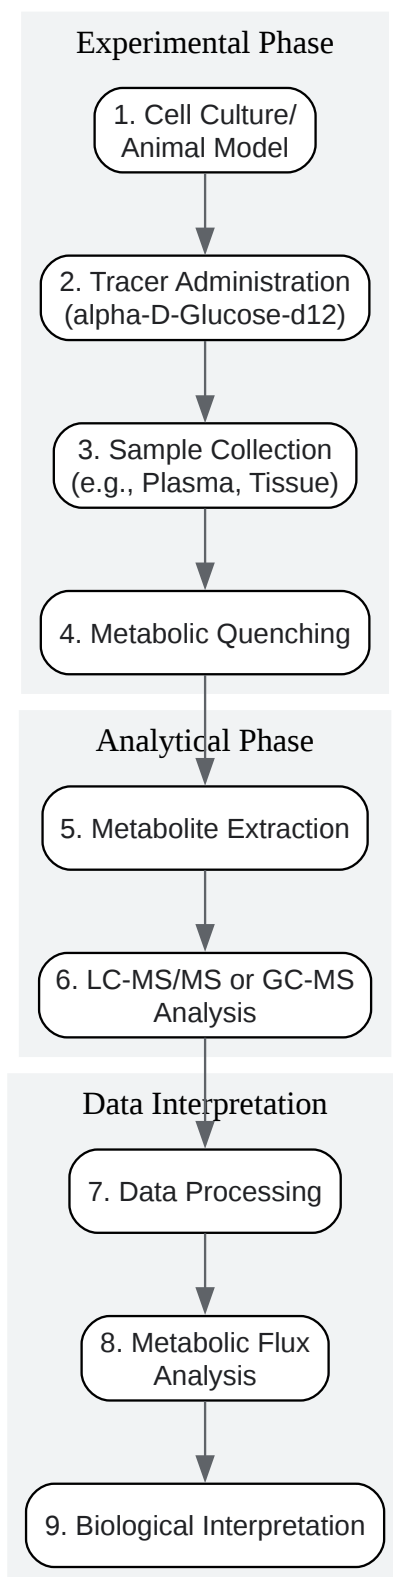 Experimental Phase
1. Cell Culture/
Animal Model
2. Tracer Administration
(alpha-D-Glucose-d12)
3. Sample Collection
(e.g., Plasma, Tissue)
4. Metabolic Quenching
Analytical Phase
5. Metabolite Extraction
6. LC-MS/MS or GC-MS
Analysis
Data Interpretation
7. Data Processing
8. Metabolic Flux
Analysis
9. Biological Interpretation